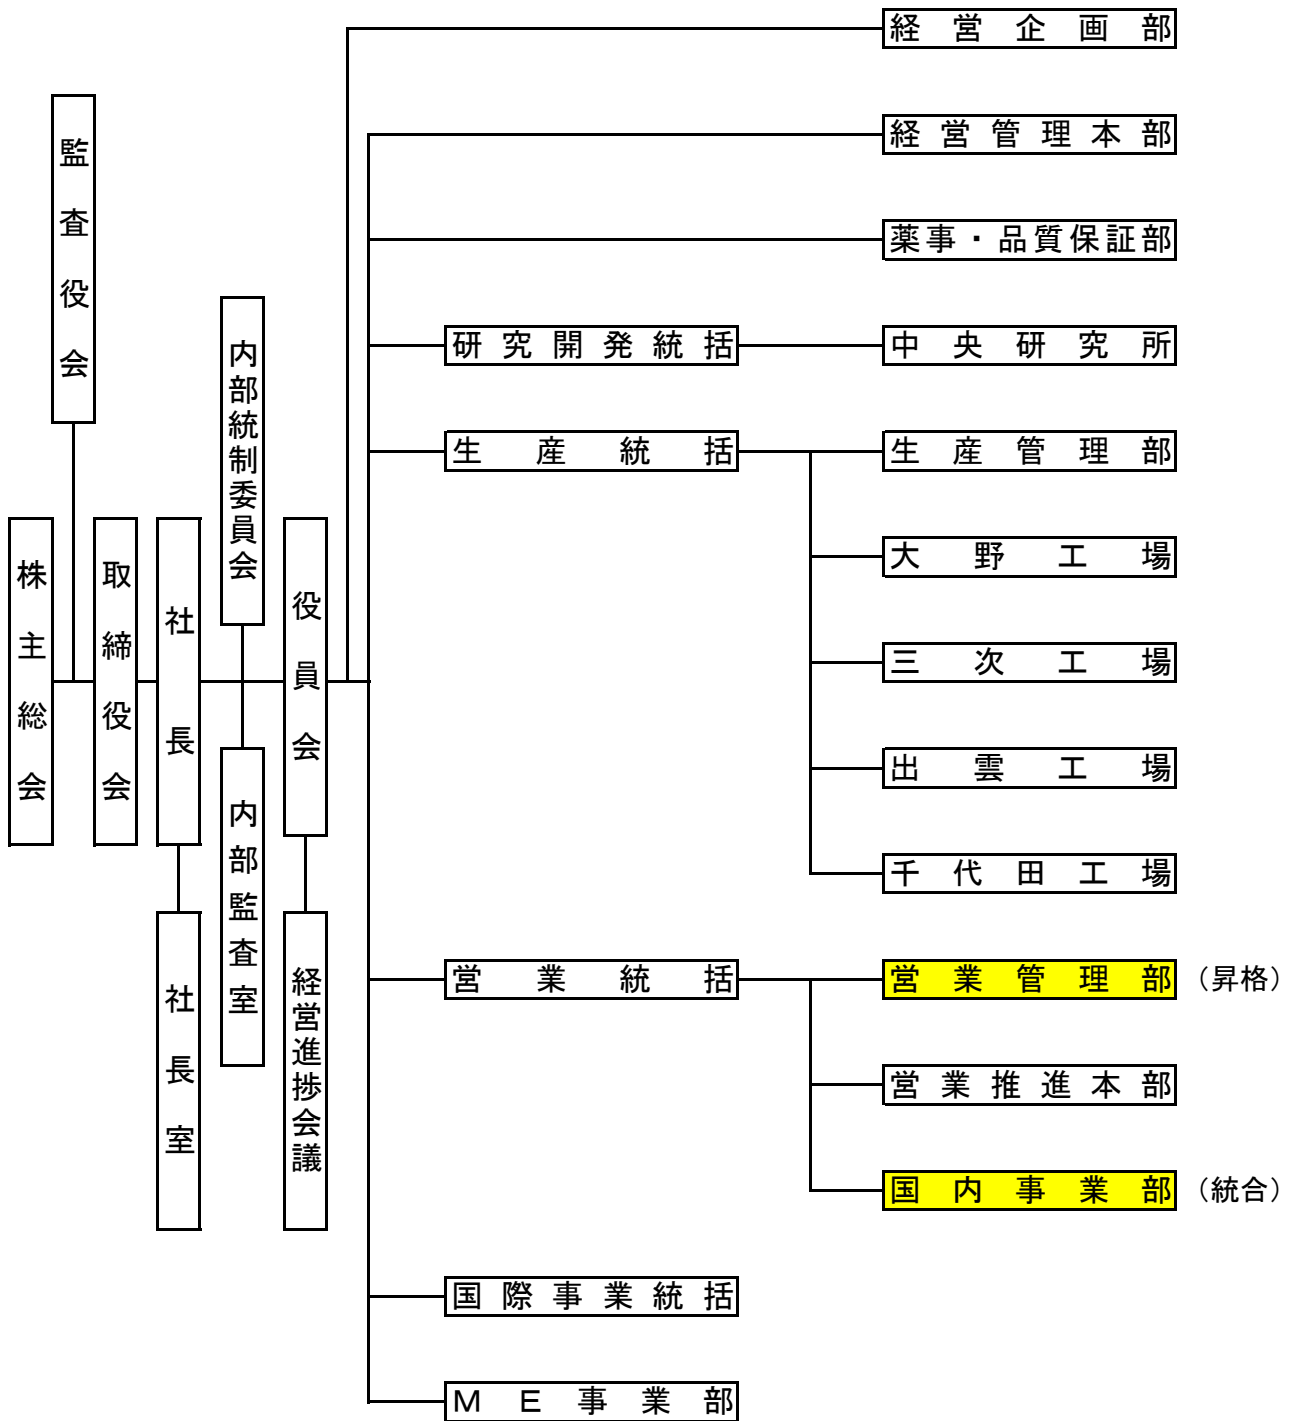 経営企画部
経営管理本部
薬事・品質保証部
監査役会
内部統制委員会
研究開発統括
中央研究所
生産統括
生産管理部
大野工場
三次工場
出雲工場
千代田工場
株主総会
取締役会
社長
役員会
内部監査室
社長室
経営進捗会議
営業統括
営業管理部 （昇格）
営業推進本部
国内事業部 （統合）
国際事業統括
ＭＥ事業部